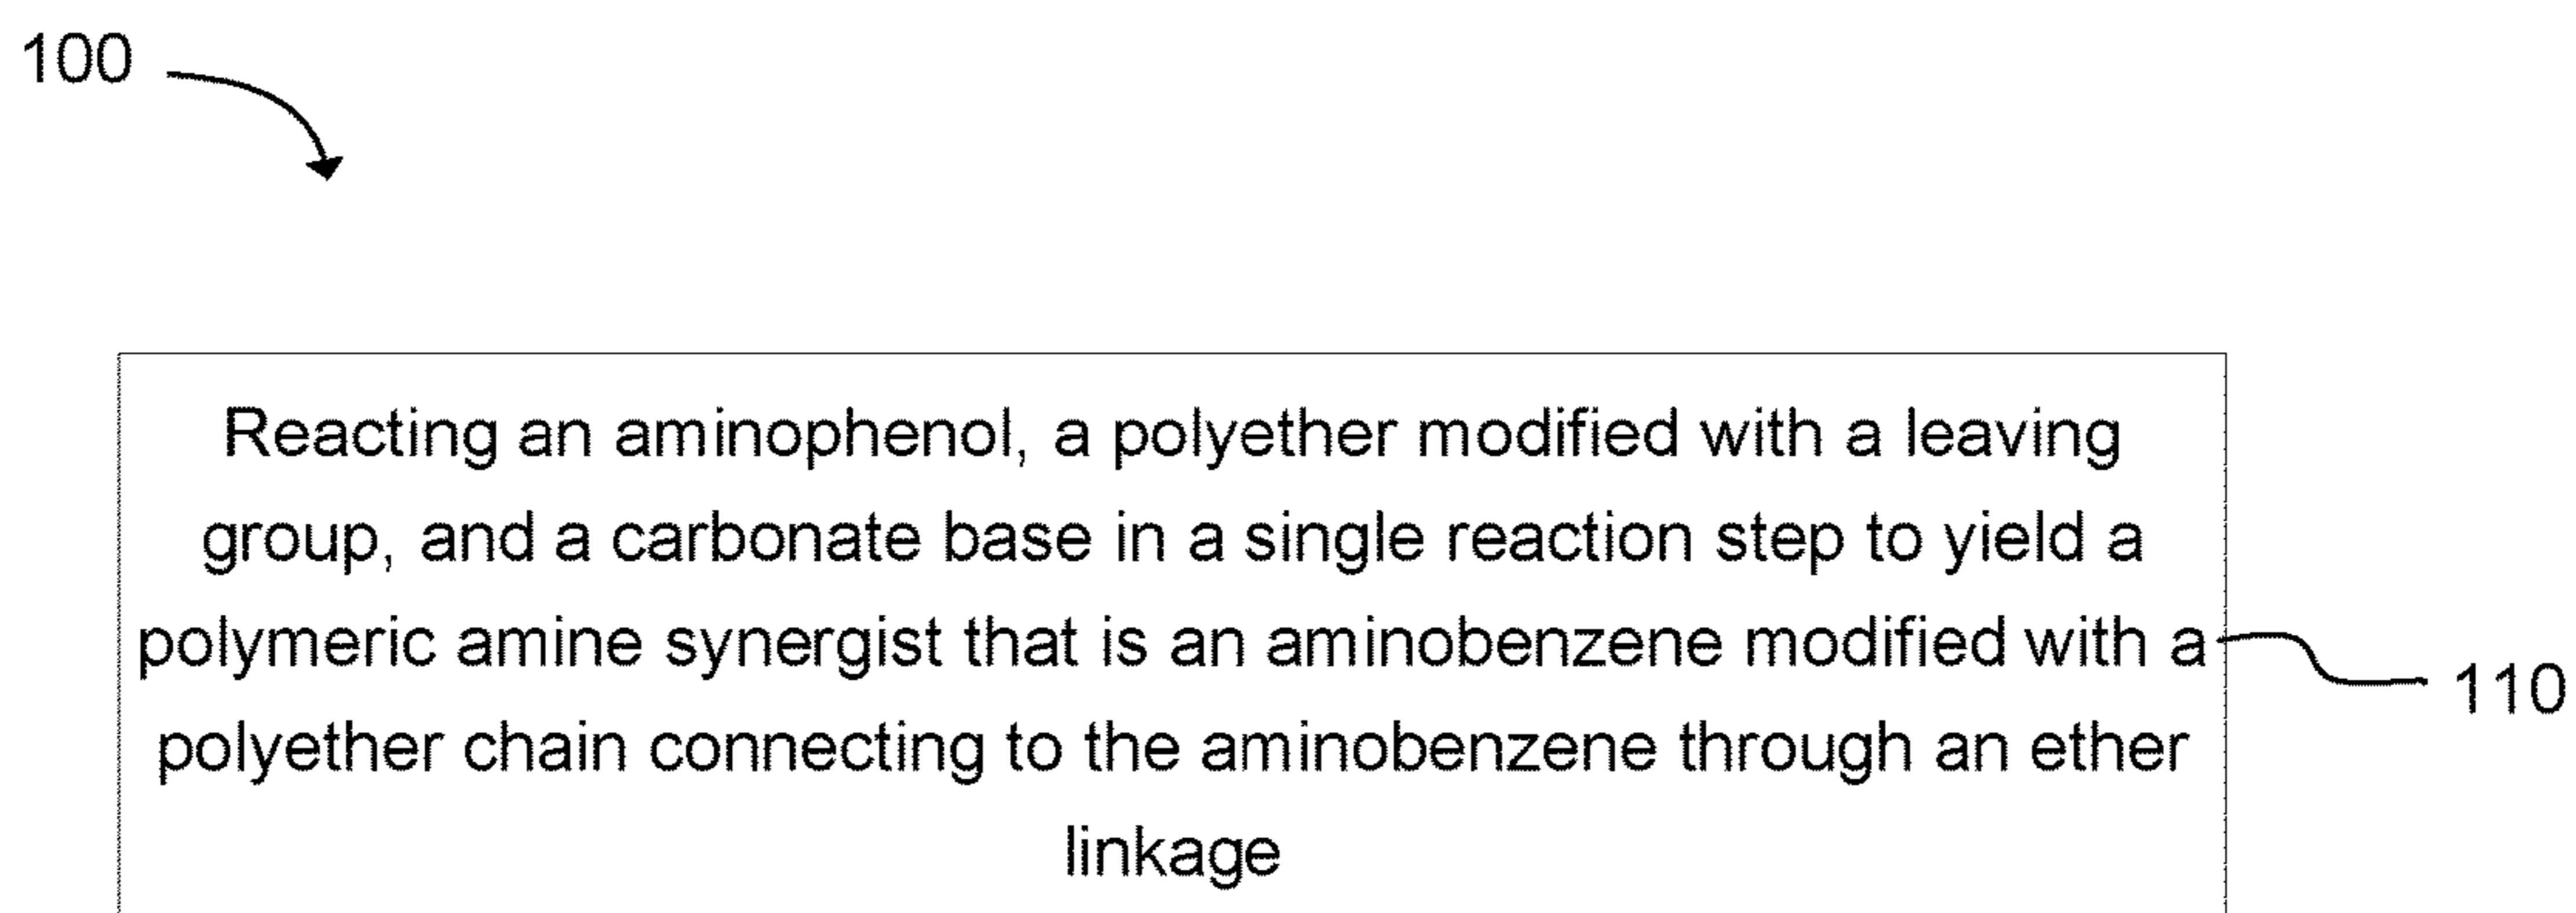 100
Reacting an aminophenol, a polyether modified with a leaving
group, and a carbonate base in a single reaction step to yield a
polymeric amine synergist that is an aminobenzene modified with a
polyether chain connecting to the aminobenzene through an ether
linkage
110